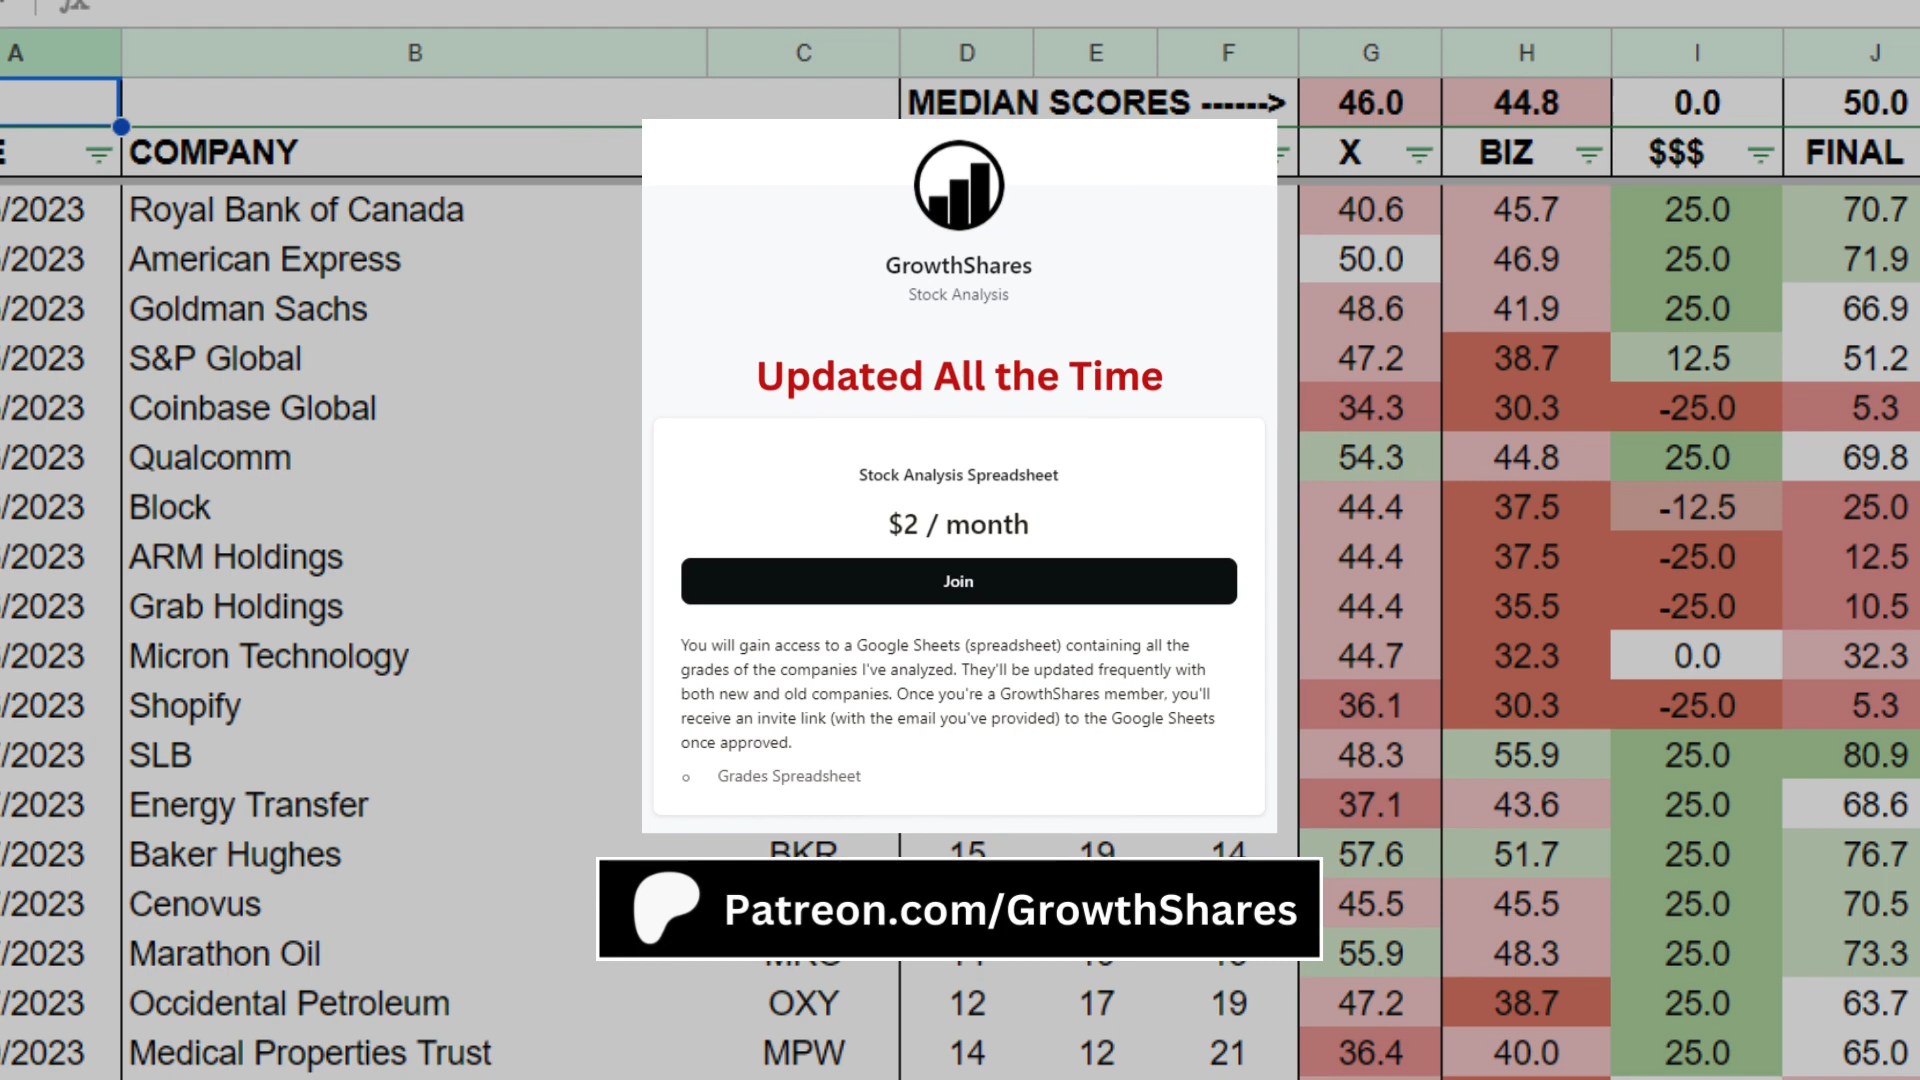 A B C D E F G H I J
MEDIAN SCORES ------> 46.0 44.8 0.0 50.0
COMPANY X BIZ $$$ FINAL
/2023 Royal Bank of Canada 40.6 45.7 25.0 70.7
/2023 American Express 50.0 46.9 25.0 71.9
/2023 Goldman Sachs 48.6 41.9 25.0 66.9
/2023 S&P Global 47.2 38.7 12.5 51.2
/2023 Coinbase Global 34.3 30.3 -25.0 5.3
/2023 Qualcomm 54.3 44.8 25.0 69.8
/2023 Block 44.4 37.5 -12.5 25.0
/2023 ARM Holdings 44.4 37.5 -25.0 12.5
/2023 Grab Holdings 44.4 35.5 -25.0 10.5
/2023 Micron Technology 44.7 32.3 0.0 32.3
/2023 Shopify 36.1 30.3 -25.0 5.3
/2023 SLB 48.3 55.9 25.0 80.9
/2023 Energy Transfer 37.1 43.6 25.0 68.6
/2023 Baker Hughes BKR 15 19 14 57.6 51.7 25.0 76.7
/2023 Cenovus 45.5 45.5 25.0 70.5
/2023 Marathon Oil 55.9 48.3 25.0 73.3
/2023 Occidental Petroleum OXY 12 17 19 47.2 38.7 25.0 63.7
/2023 Medical Properties Trust MPW 14 12 21 36.4 40.0 25.0 65.0
GrowthShares
Stock Analysis
Updated All the Time
Stock Analysis Spreadsheet
$2 / month
Join
You will gain access to a Google Sheets (spreadsheet) containing all the
grades of the companies I've analyzed. They'll be updated frequently with
both new and old companies. Once you're a GrowthShares member, you'll
receive an invite link (with the email you've provided) to the Google Sheets
once approved.
Grades Spreadsheet
Patreon.com/GrowthShares